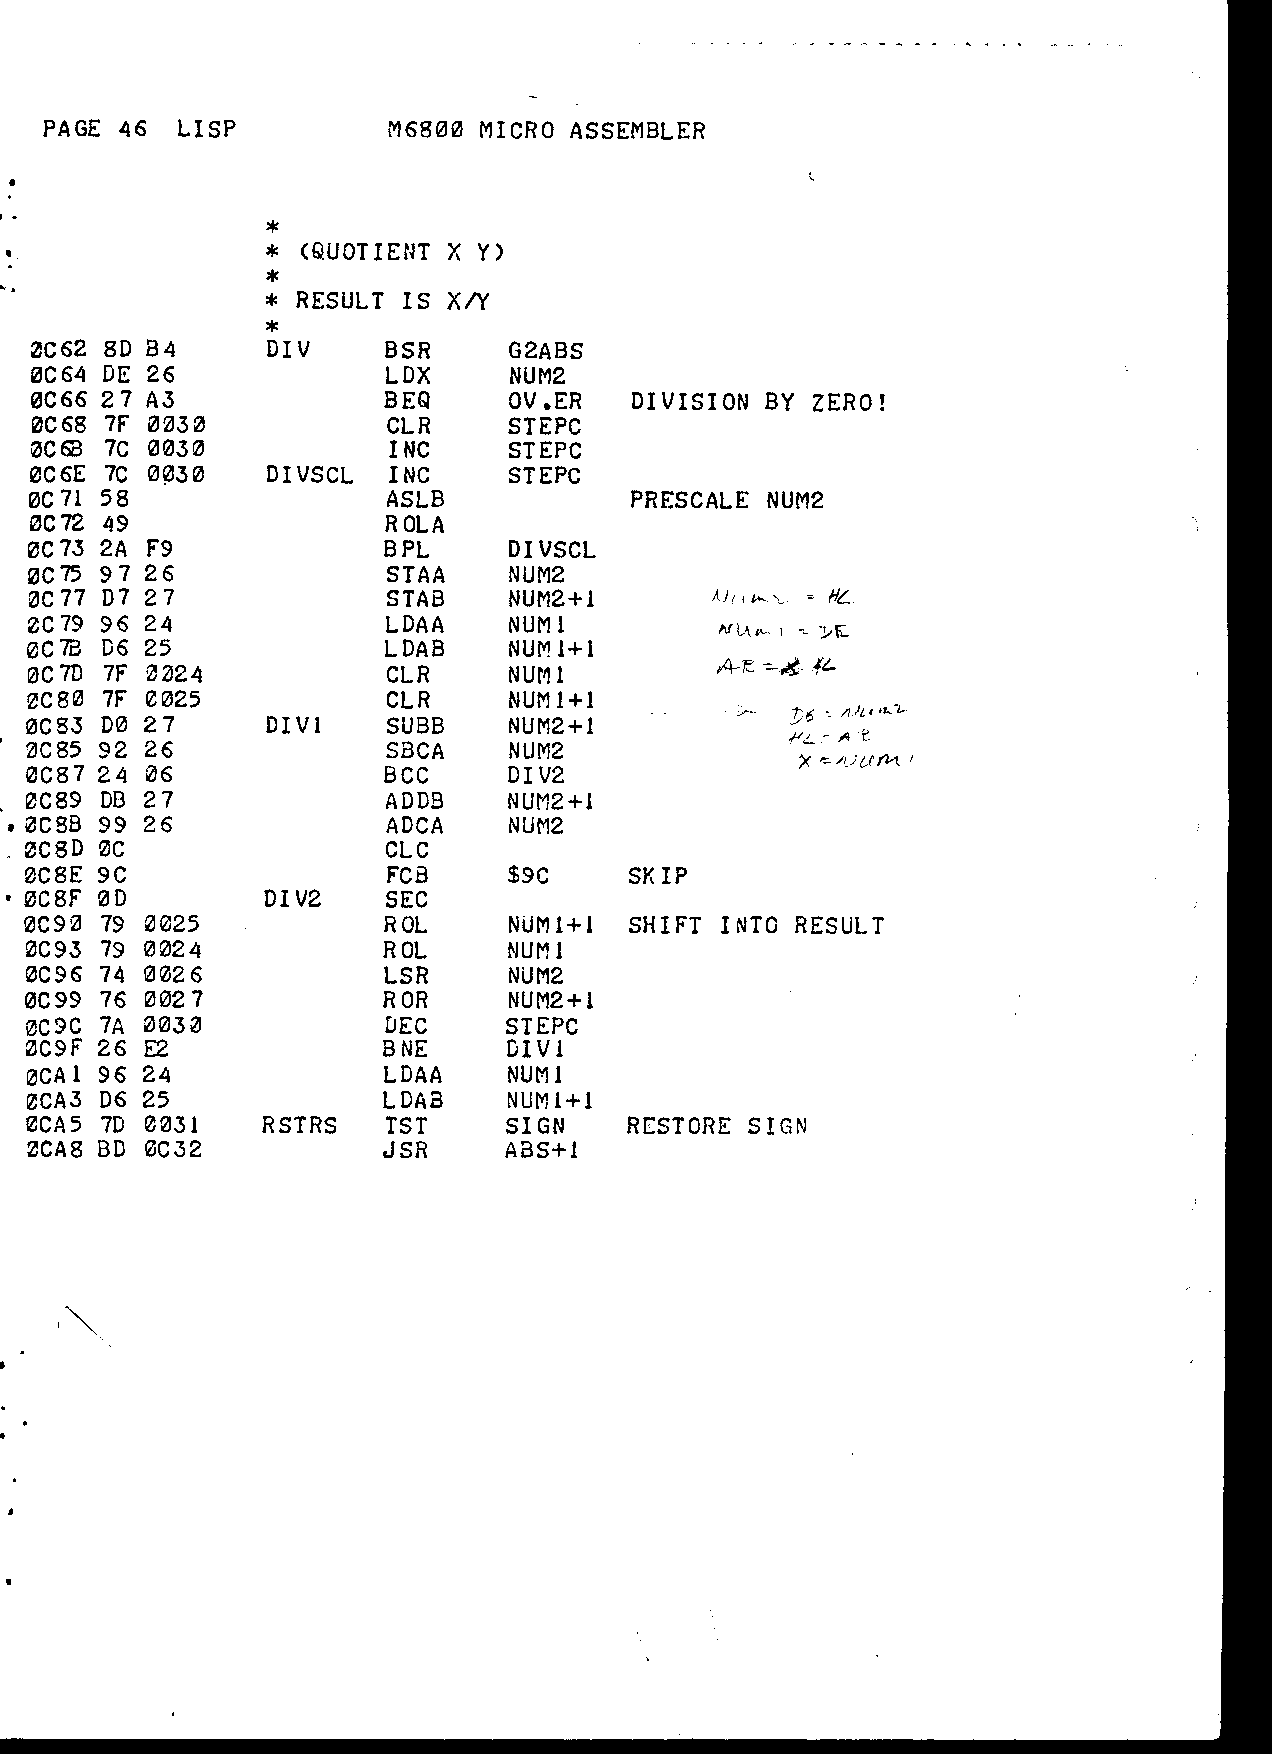 PAGE 46 LISP M6800 MICRO ASSEMBLER
*
* (QUOTIENT X Y)
*
* RESULT IS X/Y
*
0C62 8D B4 DIV BSR G2ABS
0C64 DE 26 LDX NUM2
0C66 27 A3 BEQ OV.ER DIVISION BY ZERO!
0C68 7F 0030 CLR STEPC
0C6B 7C 0030 INC STEPC
0C6E 7C 0030 DIVSCL INC STEPC
0C71 58 ASLB PRESCALE NUM2
0C72 49 ROLA
0C73 2A F9 BPL DIVSCL
0C75 97 26 STAA NUM2
0C77 D7 27 STAB NUM2+1
0C79 96 24 LDAA NUM1
0C7B D6 25 LDAB NUM1+1
0C7D 7F 0024 CLR NUM1
0C80 7F 0025 CLR NUM1+1
0C83 D0 27 DIV1 SUBB NUM2+1
0C85 92 26 SBCA NUM2
0C87 24 06 BCC DIV2
0C89 DB 27 ADDB NUM2+1
0C8B 99 26 ADCA NUM2
0C8D 0C CLC
0C8E 9C FCB $9C SKIP
0C8F 0D DIV2 SEC
0C90 79 0025 ROL NUM1+1 SHIFT INTO RESULT
0C93 79 0024 ROL NUM1
0C96 74 0026 LSR NUM2
0C99 76 0027 ROR NUM2+1
0C9C 7A 0030 DEC STEPC
0C9F 26 E2 BNE DIV1
0CA1 96 24 LDAA NUM1
0CA3 D6 25 LDAB NUM1+1
0CA5 7D 0031 RSTRS TST SIGN RESTORE SIGN
0CA8 BD 0C32 JSR ABS+1
Num2 = HL
Num1 = DE
= HL
= Num2
HL =
X = NUM1